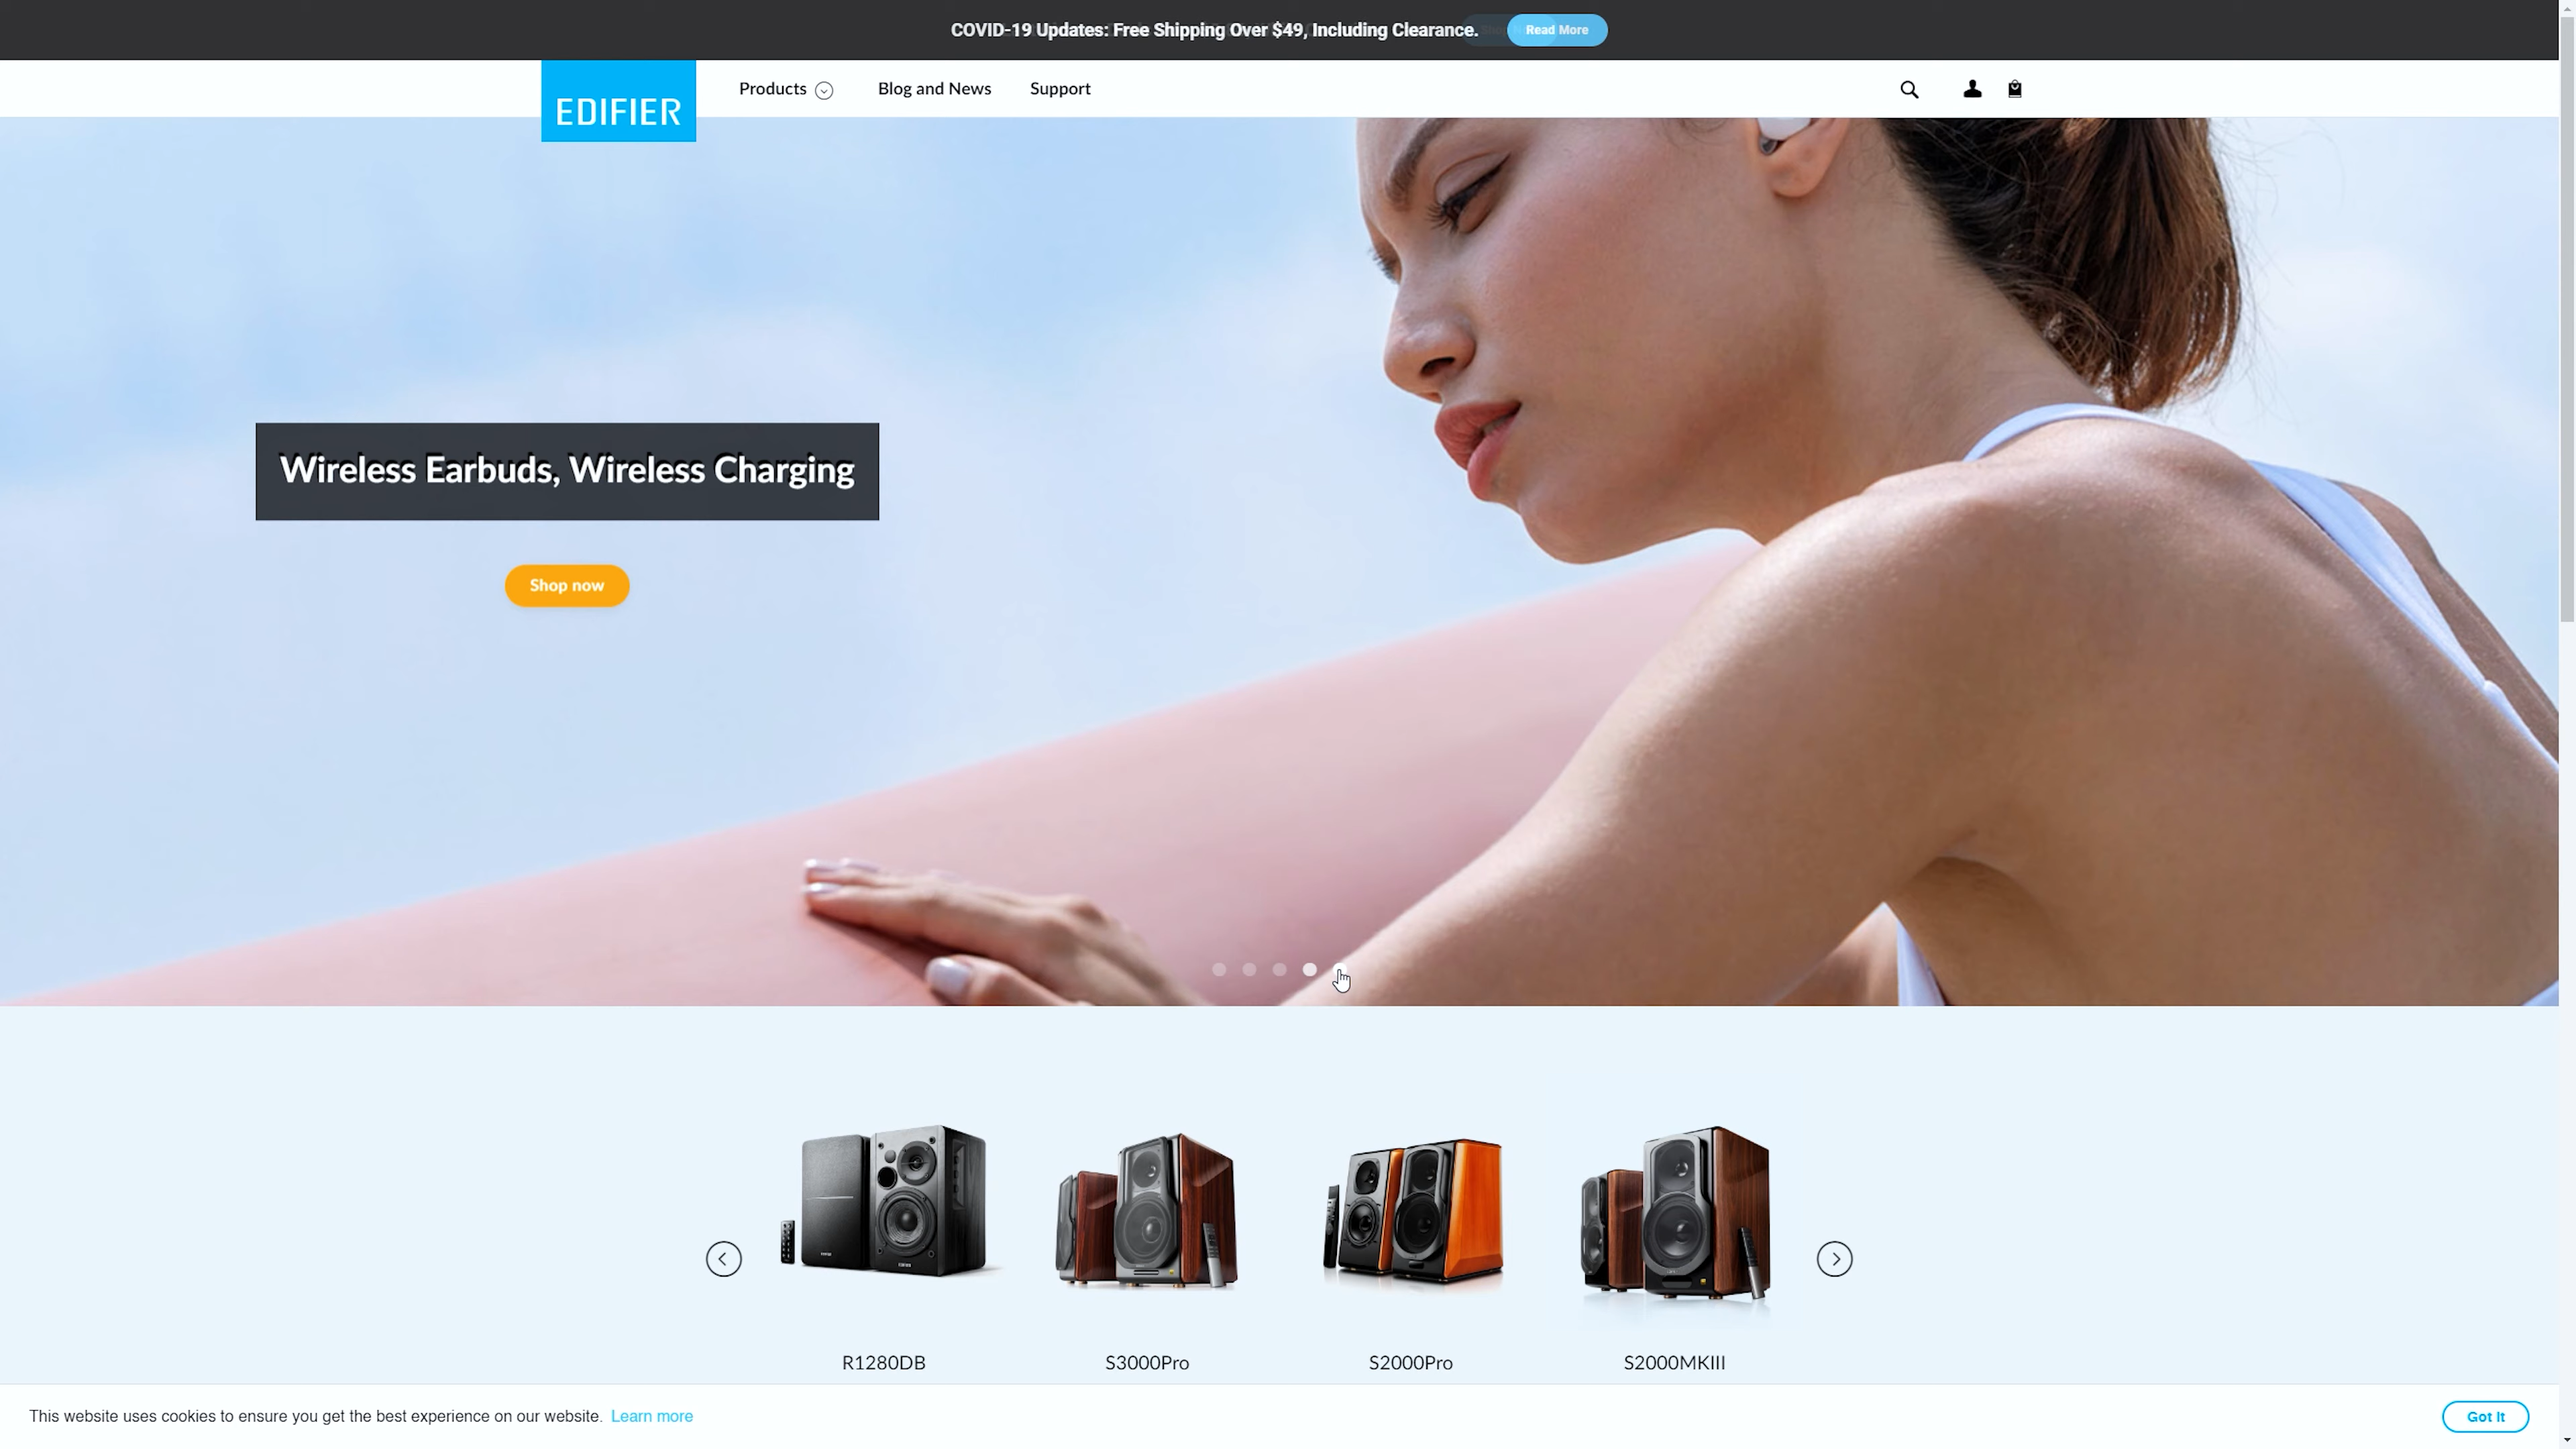 COVID-19 Updates: Free Shipping Over $49, Including Clearance. Read More
EDIFIER
Products Blog and News Support
Wireless Earbuds, Wireless Charging
Shop now
R1280DB S3000Pro S2000Pro S2000MKIII
This website uses cookies to ensure you get the best experience on our website. Learn more
Got It